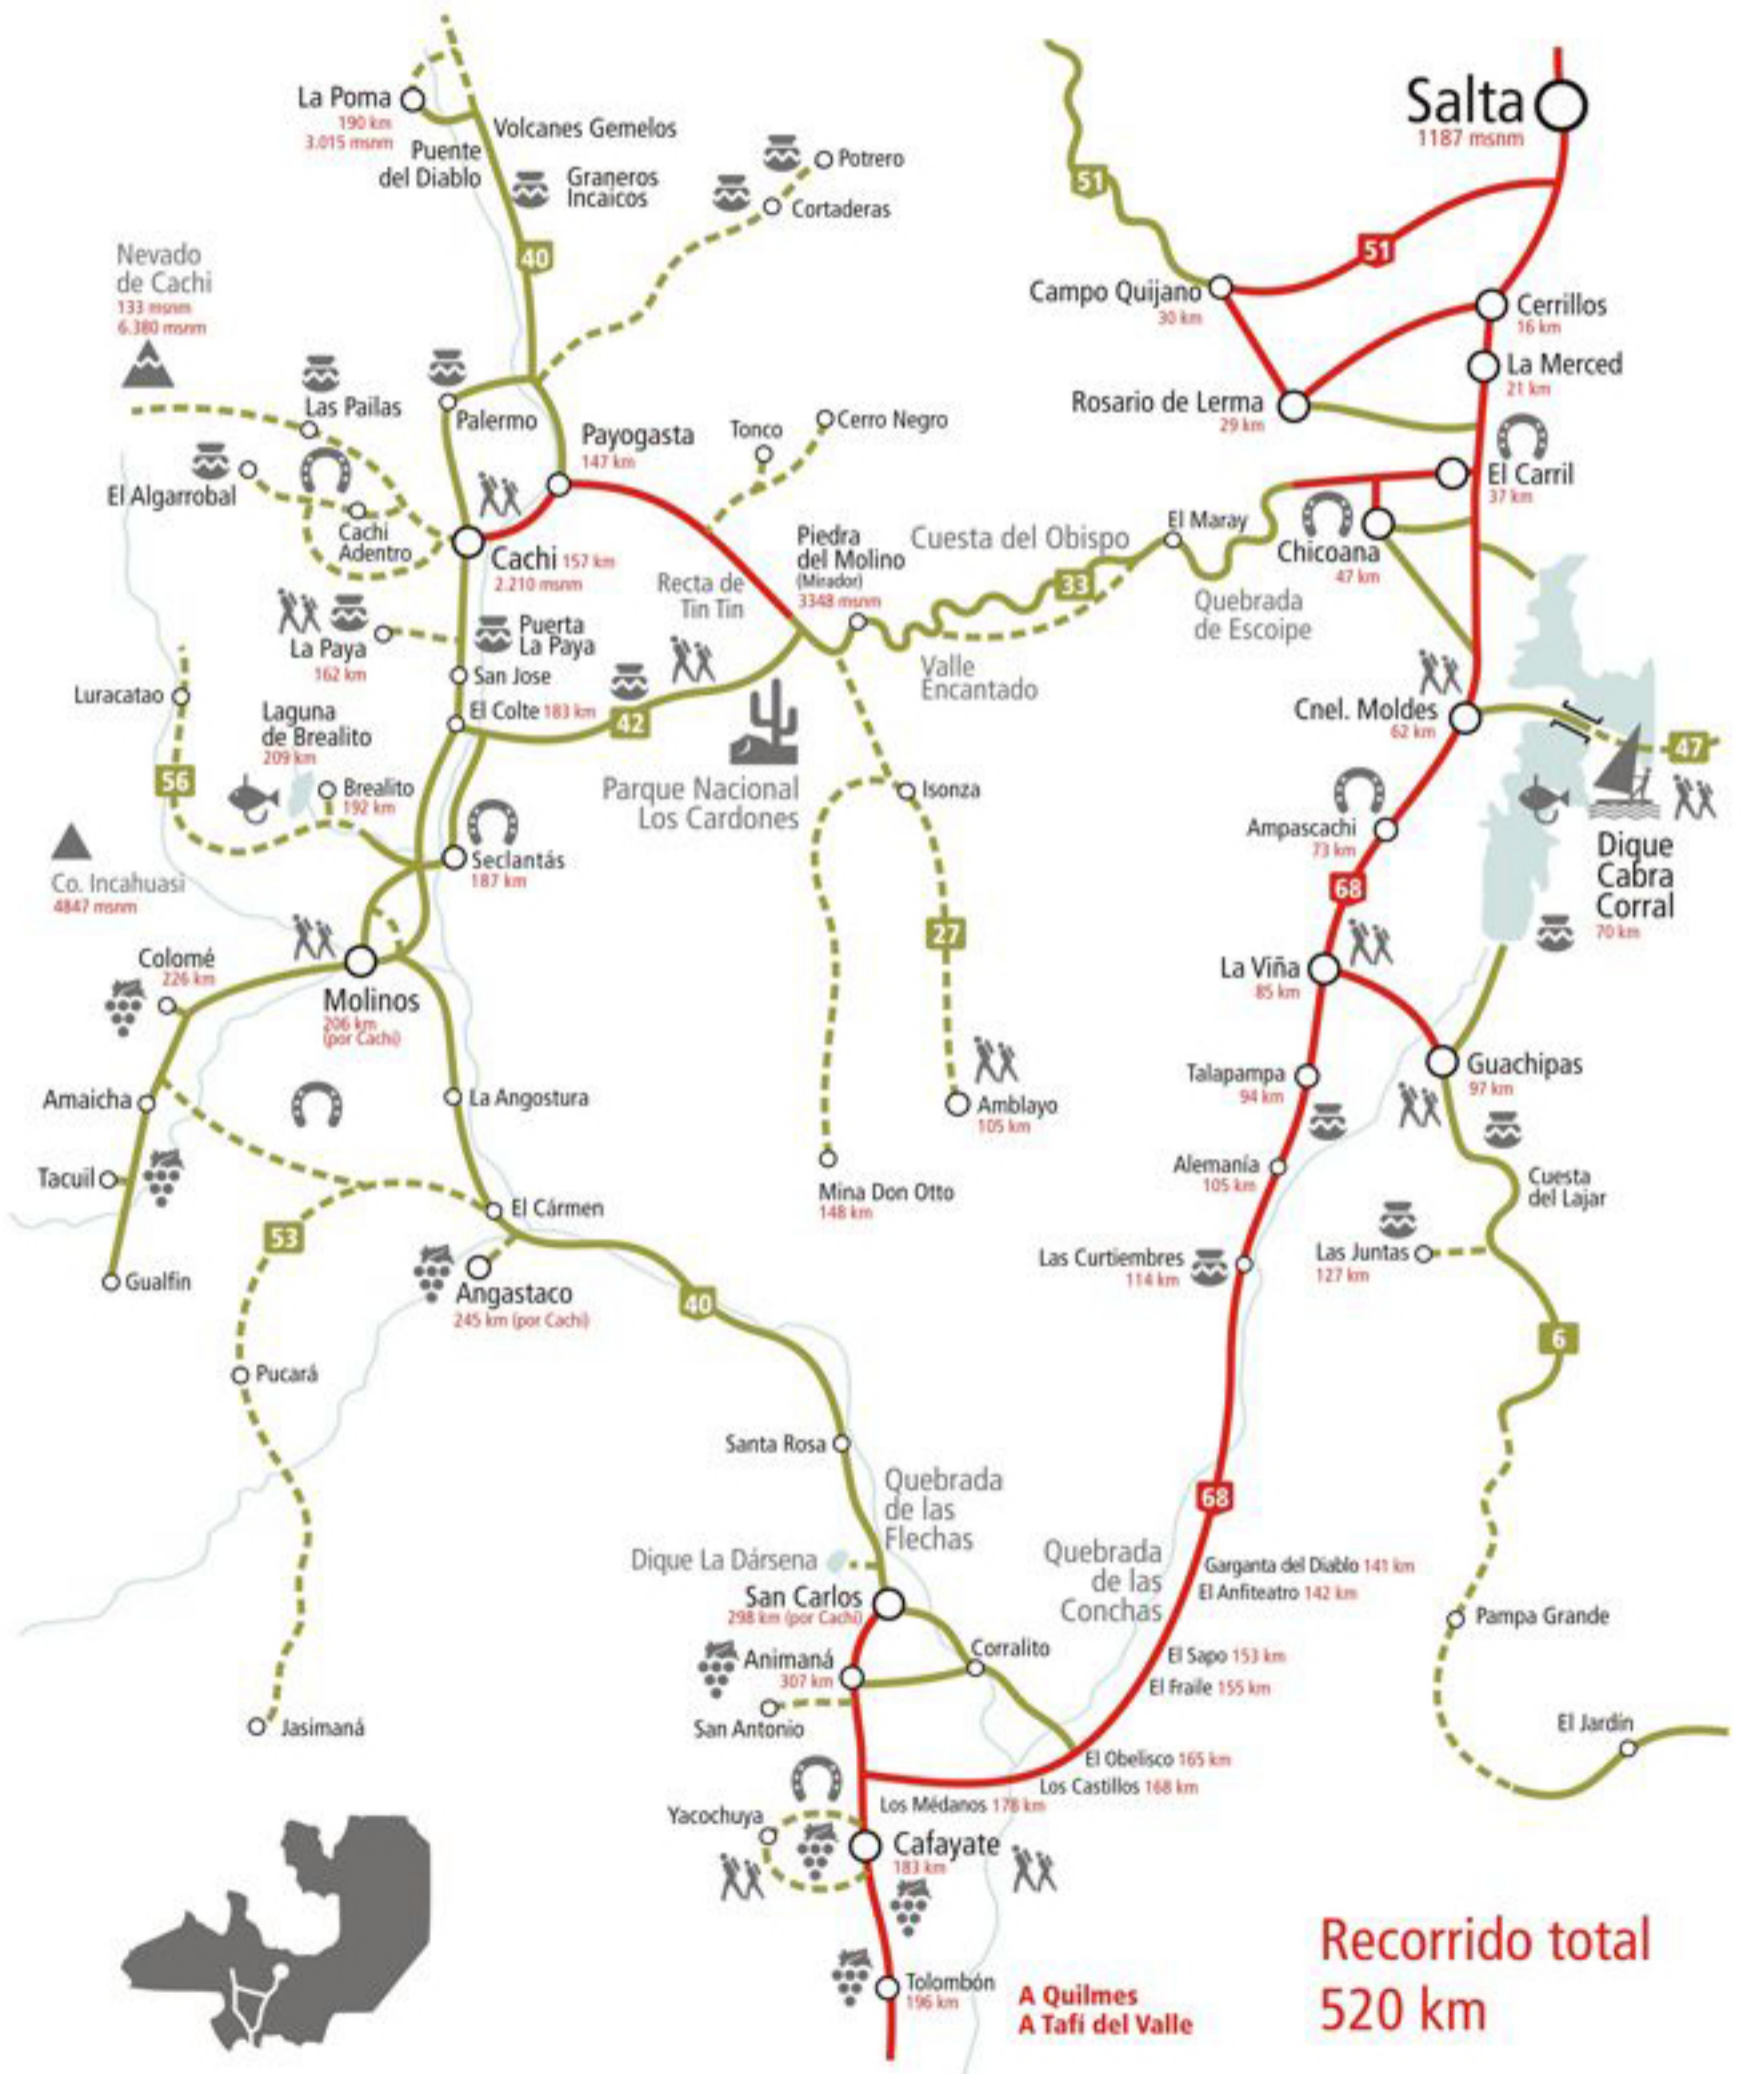 Salta
1187 msnm
La Poma
190 km
3.015 msnm
Volcanes Gemelos
Puente
del Diablo
Graneros
Incaicos
Potrero
Cortaderas
51
40
51
Nevado
de Cachi
133 msnm
6.380 msnm
Campo Quijano
30 km
Cerrillos
16 km
La Merced
21 km
Rosario de Lerma
29 km
Las Pailas
Palermo
Payogasta
147 km
Tonco
Cerro Negro
El Carril
37 km
El Algarrobal
Cachi
Adentro
Cachi 157 km
2.210 msnm
Recta de
Tin Tin
Piedra
del Molino
(Mirador)
3348 msnm
Cuesta del Obispo
El Maray
33
Chicoana
47 km
Quebrada
de Escoipe
Valle
Encantado
La Paya
162 km
Puerta
La Paya
San Jose
El Colte 183 km
42
Luracatao
Laguna
de Brealito
209 km
56
Brealito
192 km
Parque Nacional
Los Cardones
Isonza
Cnel. Moldes
62 km
47
Ampascachi
73 km
Dique
Cabra
Corral
70 km
68
Co. Incahuasi
4847 msnm
Seclantás
187 km
27
Colomé
226 km
Molinos
206 km
(por Cachi)
La Viña
85 km
Guachipas
97 km
Amaicha
La Angostura
Amblayo
105 km
Talapampa
94 km
Tacuil
El Cármen
Mina Don Otto
148 km
Alemanía
105 km
Cuesta
del Lajar
53
Gualfin
Angastaco
245 km (por Cachi)
40
Las Curtiembres
114 km
Las Juntas
127 km
6
Pucará
Santa Rosa
Quebrada
de las
Flechas
68
Dique La Dársena
Quebrada
de las
Conchas
Garganta del Diablo 141 km
El Anfiteatro 142 km
San Carlos
298 km (por Cachi)
Pampa Grande
Animaná
307 km
Corralito
El Sapo 153 km
El Fraile 155 km
San Antonio
Jasimaná
El Jardín
El Obelisco 165 km
Los Castillos 168 km
Los Médanos 178 km
Yacochuya
Cafayate
183 km
Tolombón
196 km
A Quilmes
A Tafí del Valle
Recorrido total
520 km